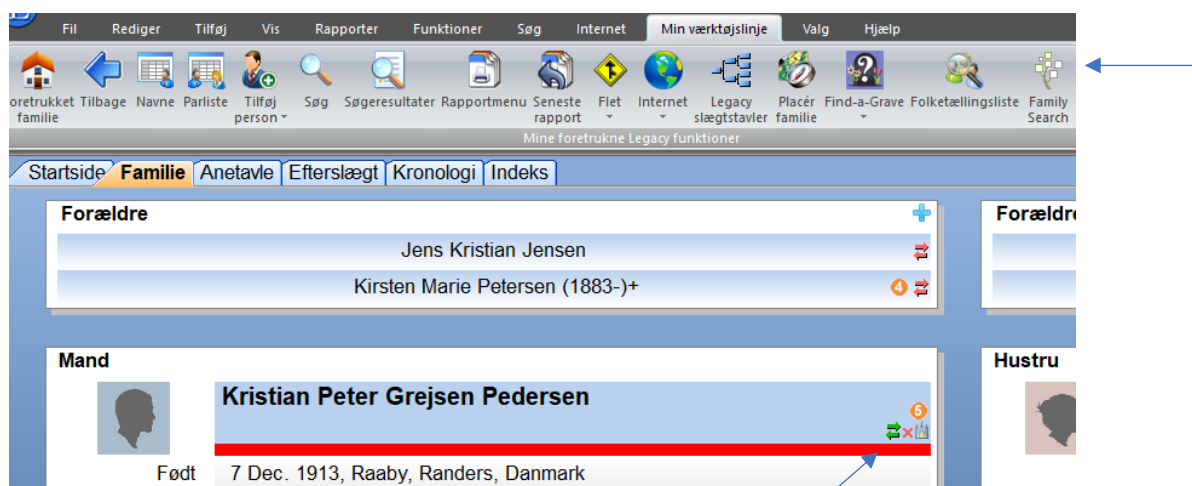 Fil Rediger Tilføj Vis Rapporter Funktioner Søg Internet Min værktøjslinje Valg Hjælp
oretrukket familie Tilbage Navne Parliste Tilføj person Søg Søgeresultater Rapportmenu Seneste rapport Flet Internet Legacy slægtstavler Placér familie Find-a-Grave Folketællingsliste Family Search
Mine foretrukne Legacy funktioner
Startside Familie Anetavle Efterslægt Kronologi Indeks
Forældre Forældre
Jens Kristian Jensen
Kirsten Marie Petersen (1883-)+ 4
Mand Hustru
Kristian Peter Grejsen Pedersen
5
Født 7 Dec. 1913, Raaby, Randers, Danmark